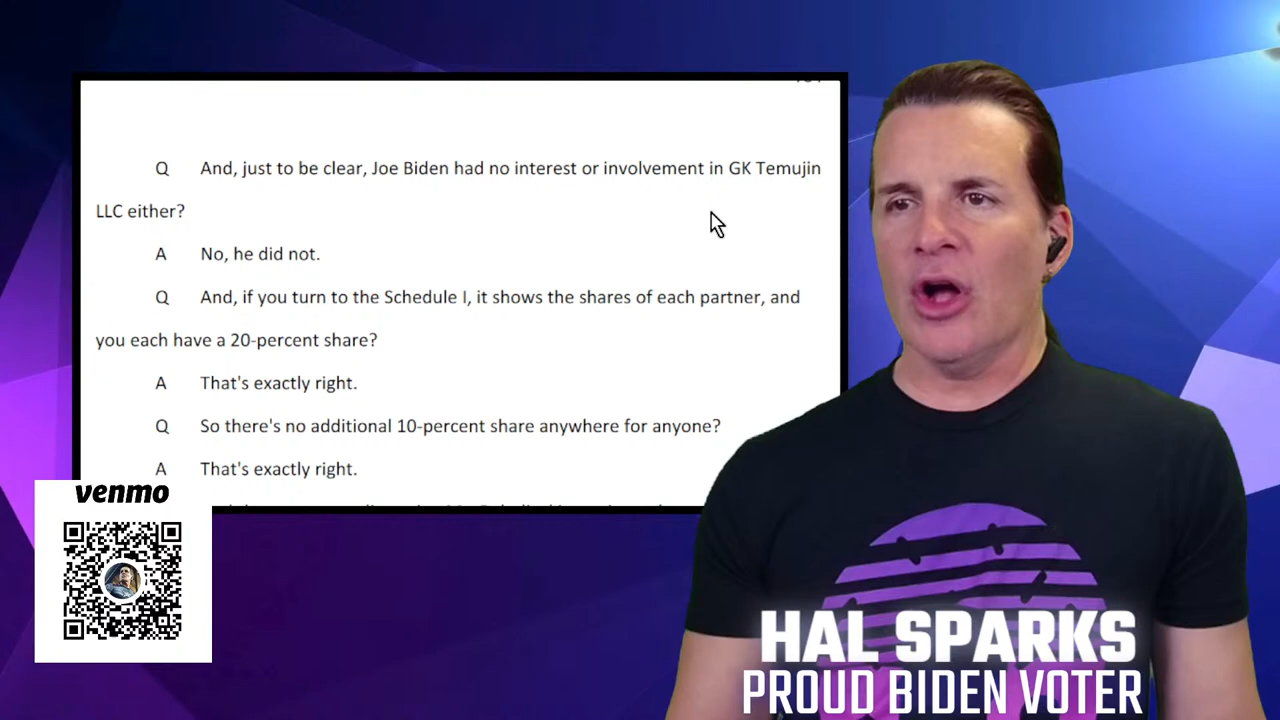 Q And, just to be clear, Joe Biden had no interest or involvement in GK Temujin
LLC either?
A No, he did not.
Q And, if you turn to the Schedule I, it shows the shares of each partner, and
you each have a 20-percent share?
A That's exactly right.
Q So there's no additional 10-percent share anywhere for anyone?
A That's exactly right.
venmo
HAL SPARKS
PROUD BIDEN VOTER